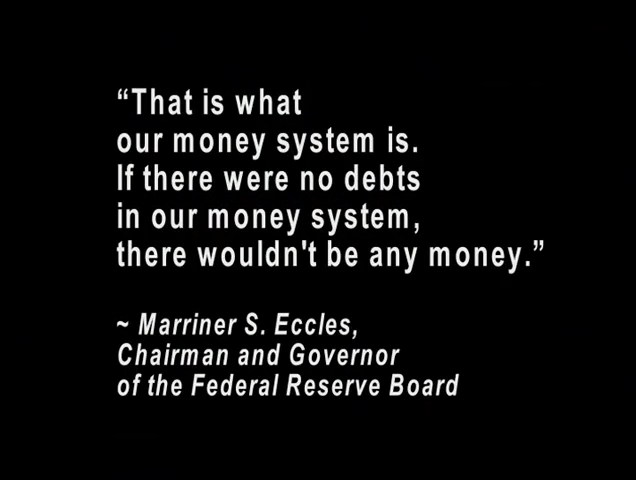 “That is what
our money system is.
If there were no debts
in our money system,
there wouldn't be any money.”
~ Marriner S. Eccles,
Chairman and Governor
of the Federal Reserve Board